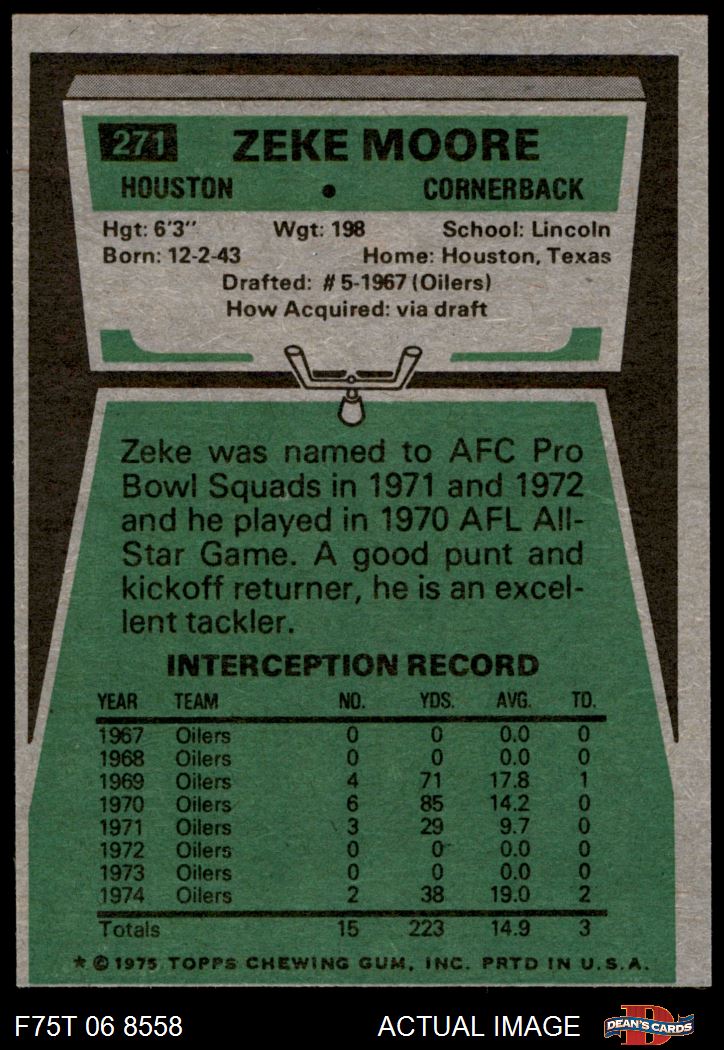 271 ZEKE MOORE
HOUSTON • CORNERBACK
Hgt: 6'3" Wgt: 198 School: Lincoln
Born: 12-2-43 Home: Houston, Texas
Drafted: #5-1967 (Oilers)
How Acquired: via draft
Zeke was named to AFC Pro
Bowl Squads in 1971 and 1972
and he played in 1970 AFL All-
Star Game. A good punt and
kickoff returner, he is an excel-
lent tackler.
INTERCEPTION RECORD
YEAR TEAM NO. YDS. AVG. TD.
1967 Oilers 0 0 0.0 0
1968 Oilers 0 0 0.0 0
1969 Oilers 4 71 17.8 1
1970 Oilers 6 85 14.2 0
1971 Oilers 3 29 9.7 0
1972 Oilers 0 0 0.0 0
1973 Oilers 0 0 0.0 0
1974 Oilers 2 38 19.0 2
Totals 15 223 14.9 3
* © 1975 TOPPS CHEWING GUM, INC. PRTD IN U.S.A.
F75T 06 8558 ACTUAL IMAGE D DEAN'S CARDS